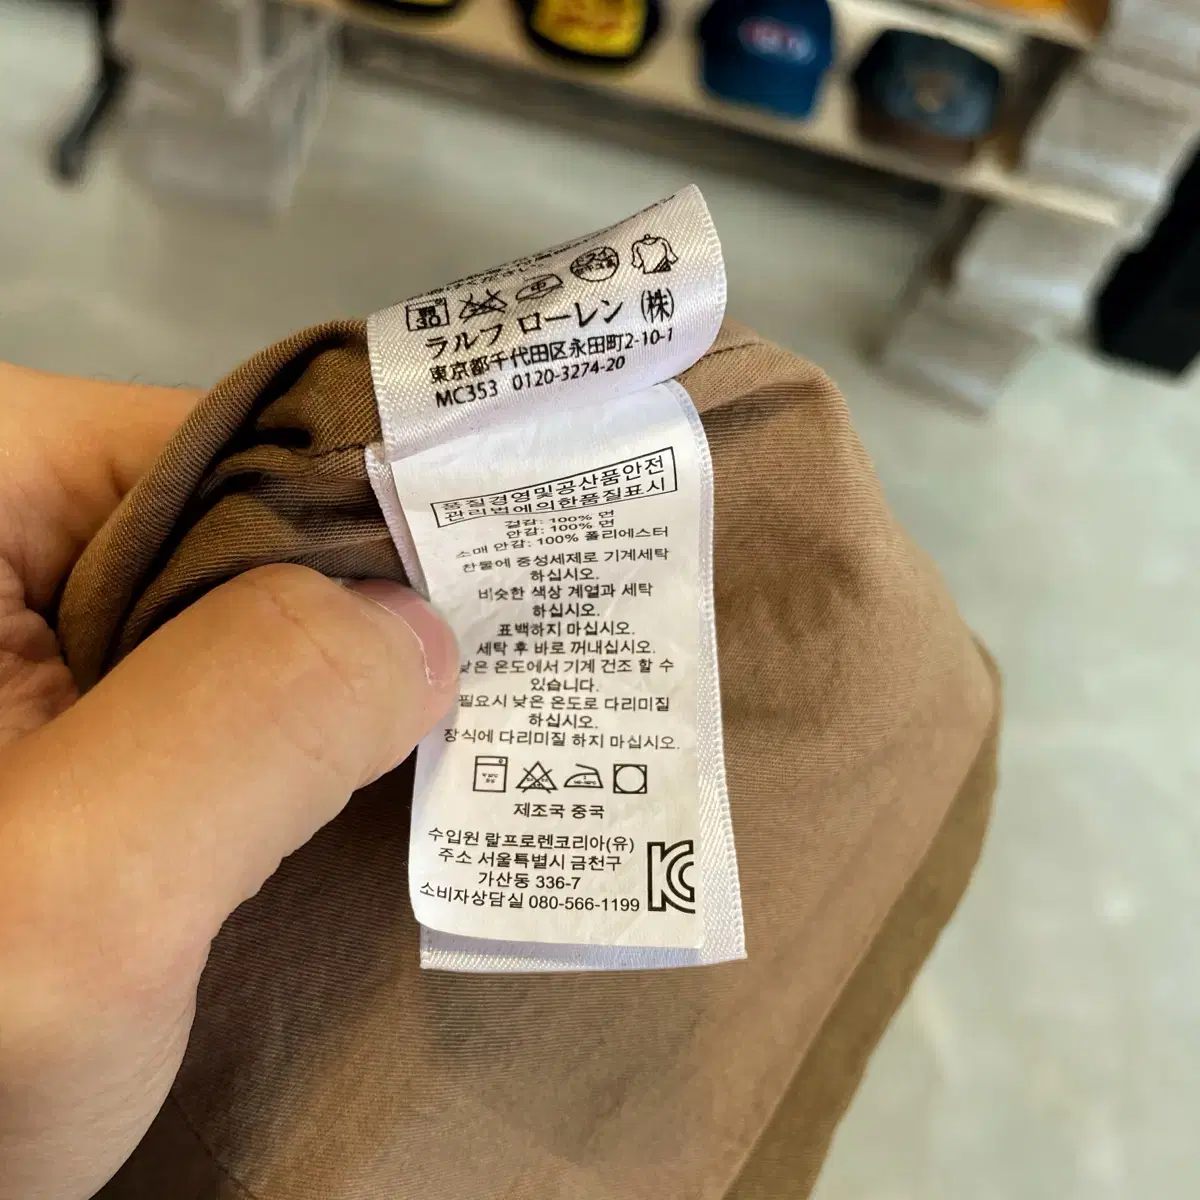 30
ラルフ ローレン (株)
東京都千代田区永田町2-10-1
MC353 0120-3274-20
품질경영및공산품안전
관리법에의한품질표시
겉감: 100% 면
안감: 100% 면
소매 안감: 100% 폴리에스터
찬물에 중성세제로 기계세탁
하십시오.
비슷한 색상 계열과 세탁
하십시오.
표백하지 마십시오.
세탁 후 바로 꺼내십시오.
낮은 온도에서 기계 건조 할 수
있습니다.
필요시 낮은 온도로 다리미질
하십시오.
장식에 다리미질 하지 마십시오.
제조국 중국
수입원 랄프로렌코리아(유)
주소 서울특별시 금천구
가산동 336-7
소비자상담실 080-566-1199